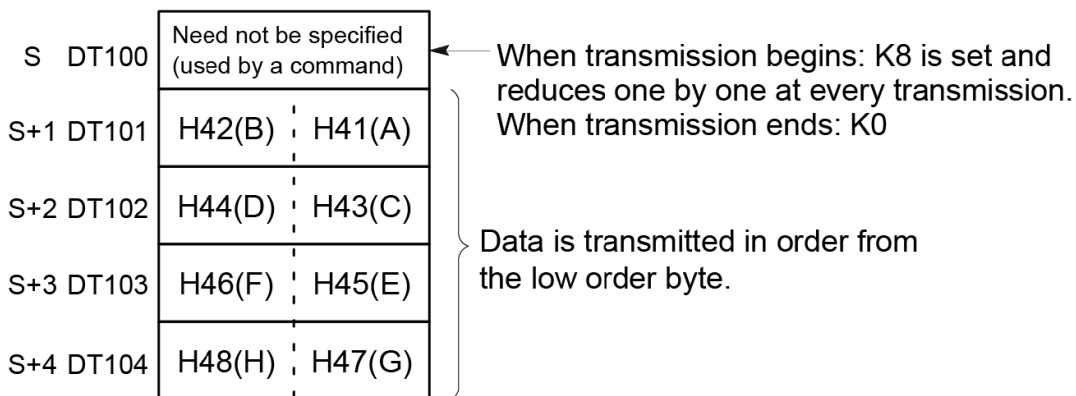 S DT100 Need not be specified
(used by a command)
When transmission begins: K8 is set and
reduces one by one at every transmission.
When transmission ends: K0
S+1 DT101 H42(B) H41(A)
S+2 DT102 H44(D) H43(C)
S+3 DT103 H46(F) H45(E)
S+4 DT104 H48(H) H47(G)
Data is transmitted in order from
the low order byte.